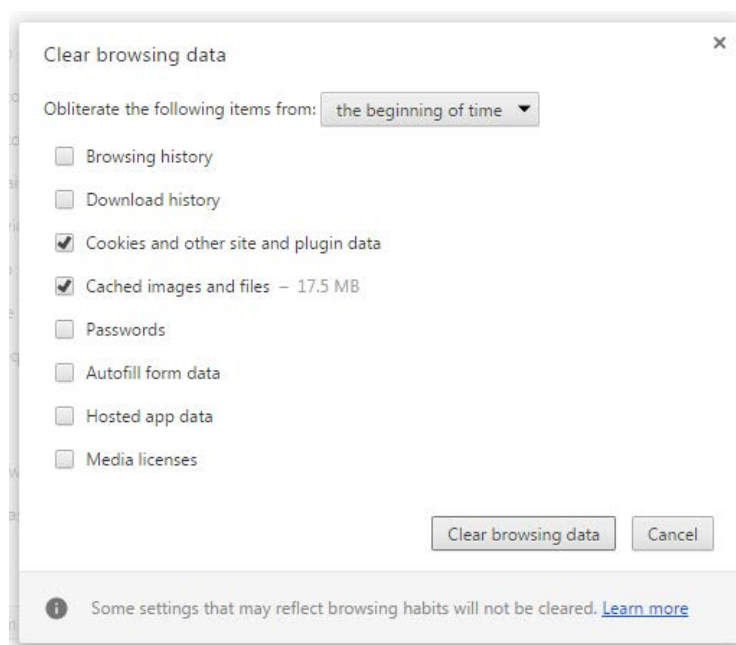 Clear browsing data
Obliterate the following items from: the beginning of time
Browsing history
Download history
Cookies and other site and plugin data
Cached images and files – 17.5 MB
Passwords
Autofill form data
Hosted app data
Media licenses
Clear browsing data Cancel
Some settings that may reflect browsing habits will not be cleared. Learn more